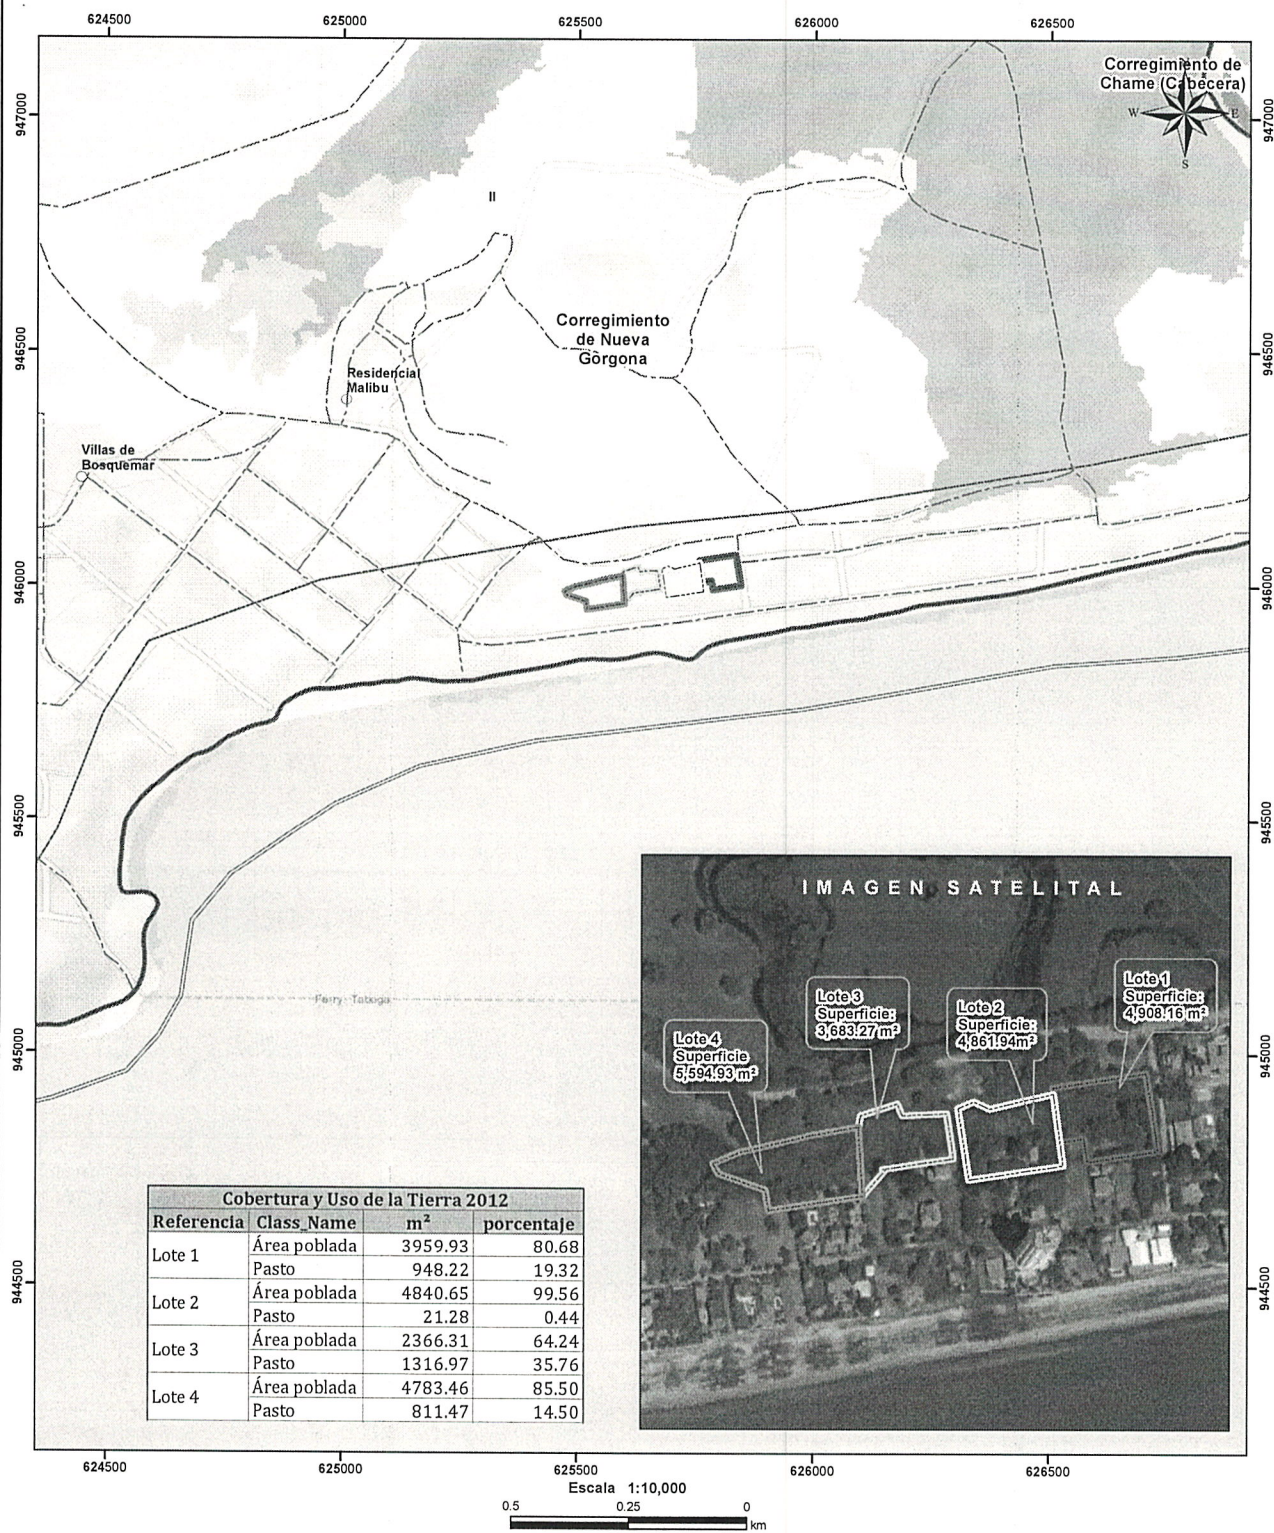 624500 625000 625500 626000 626500
Corregimiento de
Chame (Cabecera)
W E
S
947000 947000
II
Corregimiento
de Nueva
Gorgona
946500 946500
Residencial
Malibu
Villas de
Bosquemar
946000 946000
945500 945500
IMAGEN SATELITAL
Ferry Taboga
Lote 1
Superficie:
4,908.16 m²
Lote 2
Superficie:
4,861.94m²
Lote 3
Superficie:
3,683.27 m²
Lote 4
Superficie
5,594.93 m²
945000 945000
Cobertura y Uso de la Tierra 2012
Referencia Class_Name m² porcentaje
Lote 1 Área poblada 3959.93 80.68
Pasto 948.22 19.32
Lote 2 Área poblada 4840.65 99.56
Pasto 21.28 0.44
Lote 3 Área poblada 2366.31 64.24
Pasto 1316.97 35.76
Lote 4 Área poblada 4783.46 85.50
Pasto 811.47 14.50
944500 944500
624500 625000 625500 626000 626500
Escala 1:10,000
0.5 0.25 0
km